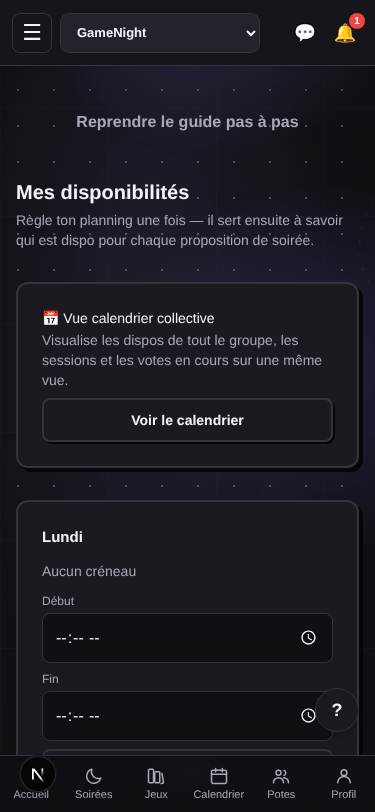 GameNight
1
Reprendre le guide pas à pas
Mes disponibilités
Règle ton planning une fois — il sert ensuite à savoir
qui est dispo pour chaque proposition de soirée.
📅 Vue calendrier collective
Visualise les dispos de tout le groupe, les
sessions et les votes en cours sur une même
vue.
Voir le calendrier
Lundi
Aucun créneau
Début
--:-- --
Fin
--:-- --
?
N
Accueil
Soirées
Jeux
Calendrier
Potes
Profil